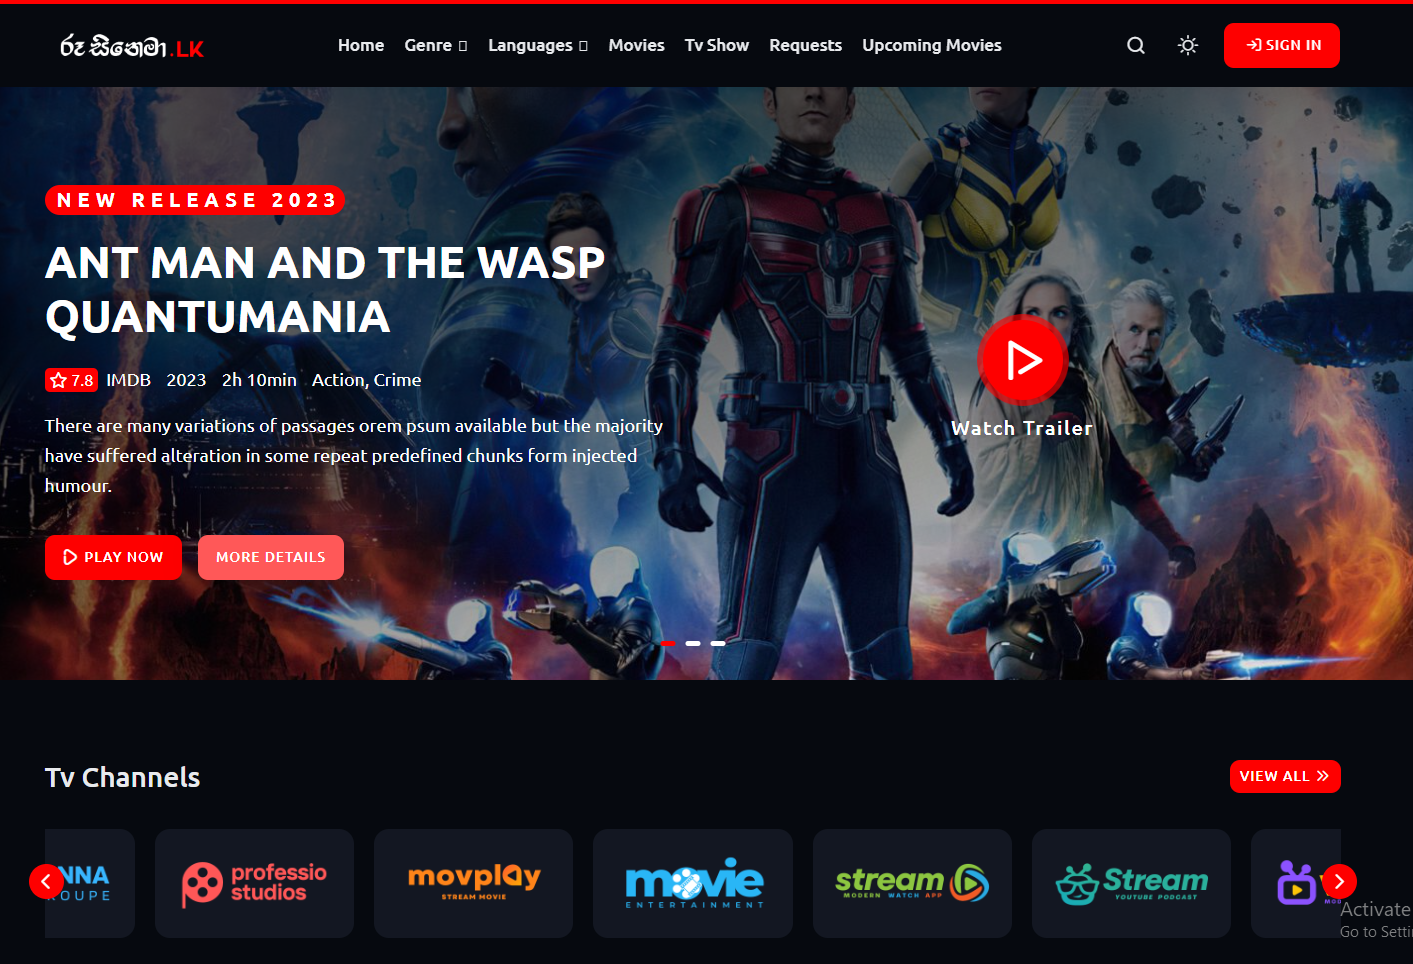 රූ සිනෙමා.LK
Home Genre Languages Movies Tv Show Requests Upcoming Movies
SIGN IN
NEW RELEASE 2023
ANT MAN AND THE WASP
QUANTUMANIA
7.8 IMDB 2023 2h 10min Action, Crime
There are many variations of passages orem psum available but the majority
have suffered alteration in some repeat predefined chunks form injected
humour.
Watch Trailer
PLAY NOW MORE DETAILS
Tv Channels
VIEW ALL
professio
studios
movplay
STREAM MOVIE
movie
ENTERTAINMENT
stream
MODERN WATCH APP
Stream
YOUTUBE PODCAST
Activate
Go to Setti